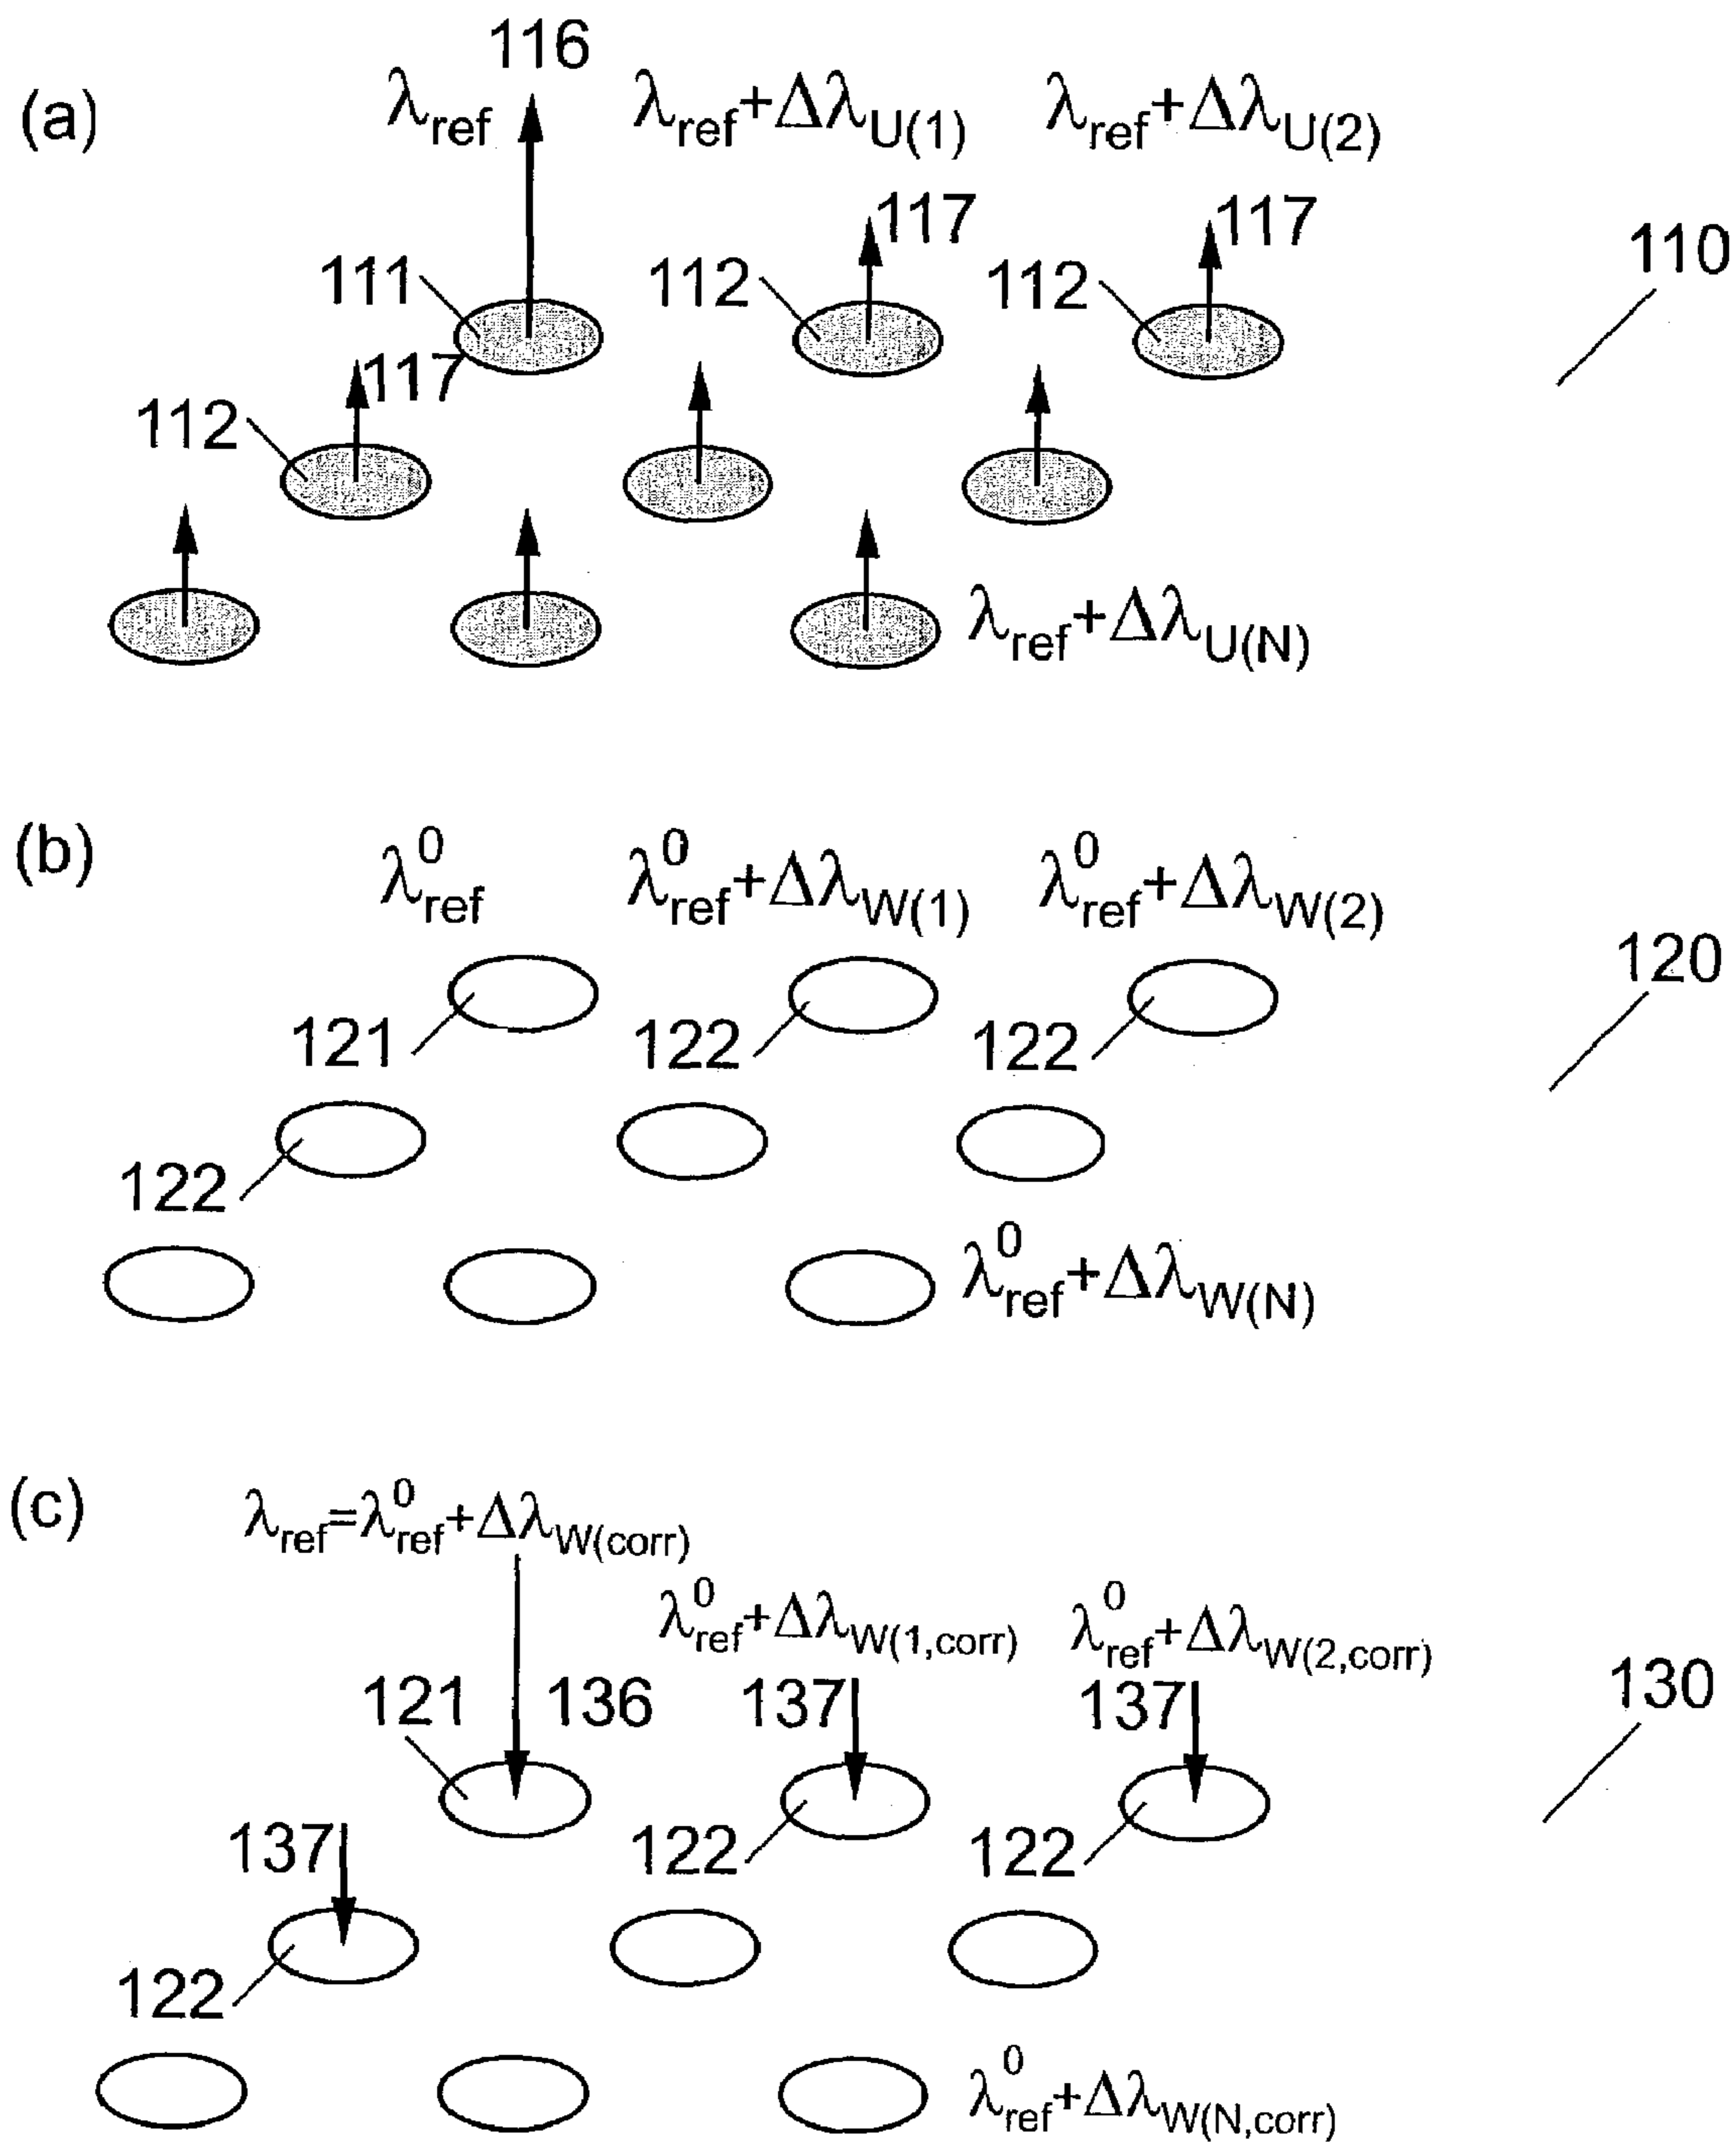 116
(a) λref λref+ΔλU(1) λref+ΔλU(2)
117 117
110
111 112 112
117
112
λref+ΔλU(N)
(b) λ⁰ref λ⁰ref+ΔλW(1) λ⁰ref+ΔλW(2)
120
121 122 122
122
λ⁰ref+ΔλW(N)
(c) λref=λ⁰ref+ΔλW(corr)
λ⁰ref+ΔλW(1,corr) λ⁰ref+ΔλW(2,corr)
121 136 137 137 130
137 122 122
122
λ⁰ref+ΔλW(N,corr)